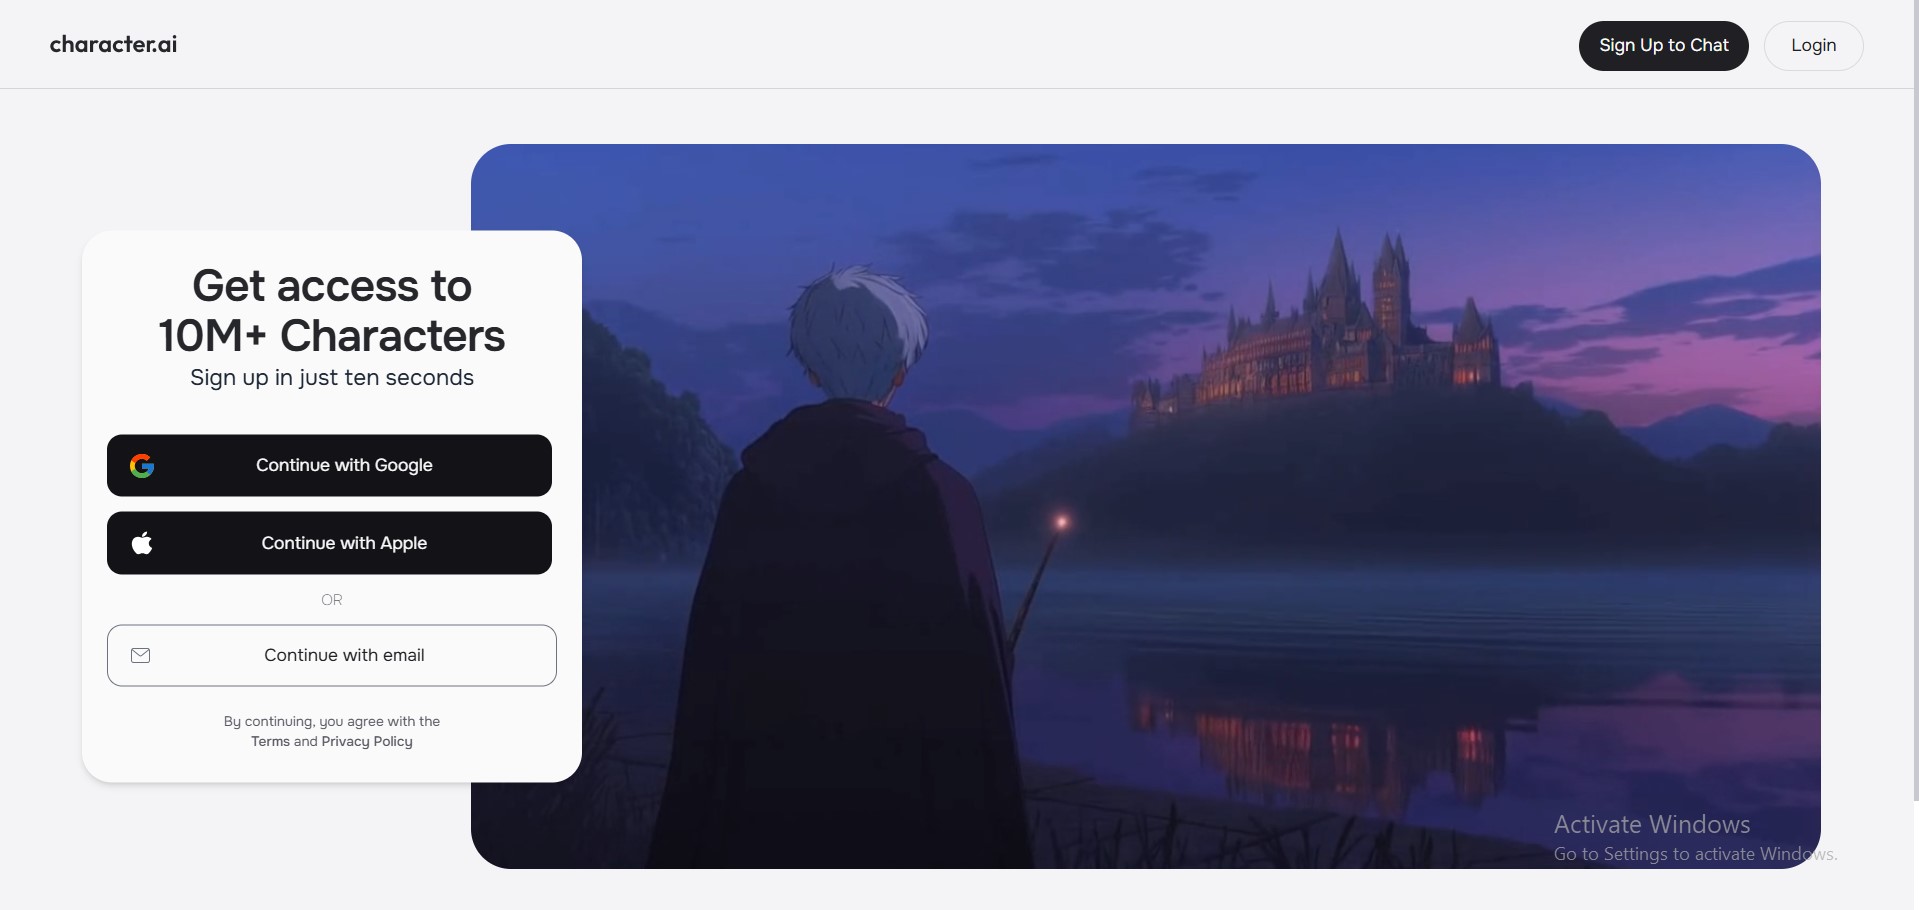 character.ai
Sign Up to Chat
Login
Get access to
10M+ Characters
Sign up in just ten seconds
Continue with Google
Continue with Apple
OR
Continue with email
By continuing, you agree with the
Terms and Privacy Policy
Activate Windows
Go to Settings to activate Windows.